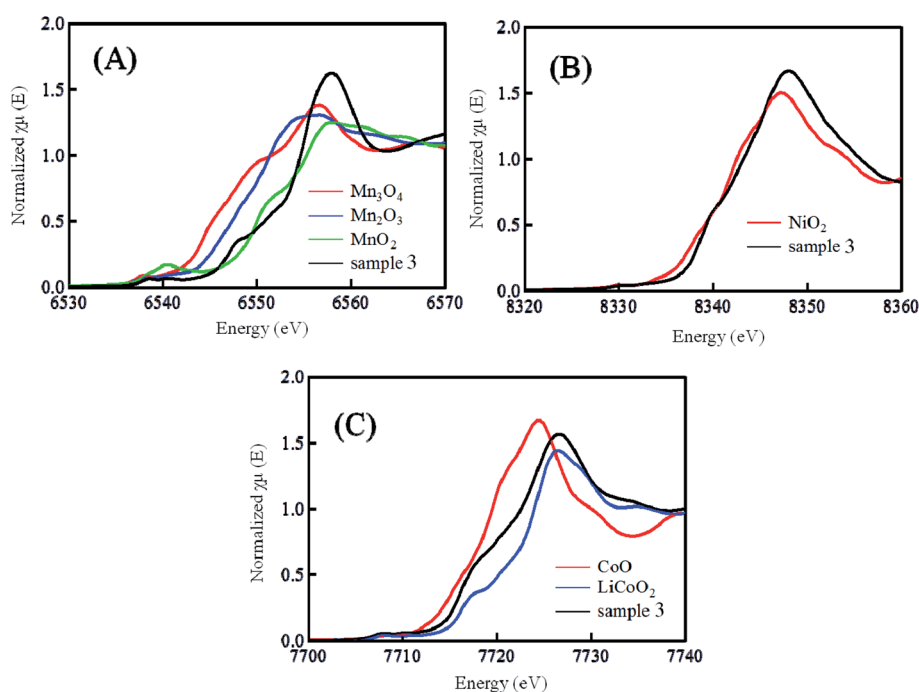 (A)
Normalized χμ (E)
2.0
1.5
1.0
0.5
0.0
Mn₃O₄
Mn₂O₃
MnO₂
sample 3
6530 6540 6550 6560 6570
Energy (eV)
(B)
Normalized χμ (E)
2.0
1.5
1.0
0.5
0.0
NiO₂
sample 3
8320 8330 8340 8350 8360
Energy (eV)
(C)
Normalized χμ (E)
2.0
1.5
1.0
0.5
0.0
CoO
LiCoO₂
sample 3
7700 7710 7720 7730 7740
Energy (eV)